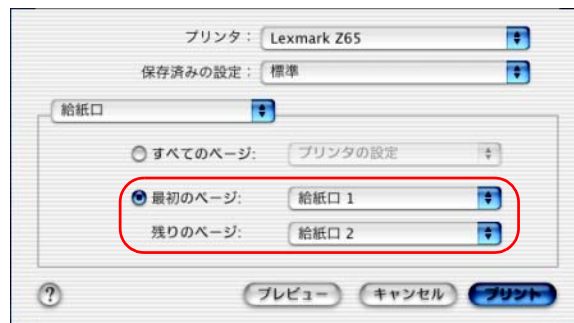 プリンタ： Lexmark Z65
保存済みの設定： 標準
給紙口
すべてのページ: プリンタの設定
最初のページ: 給紙口 1
残りのページ: 給紙口 2
? プレビュー キャンセル プリント